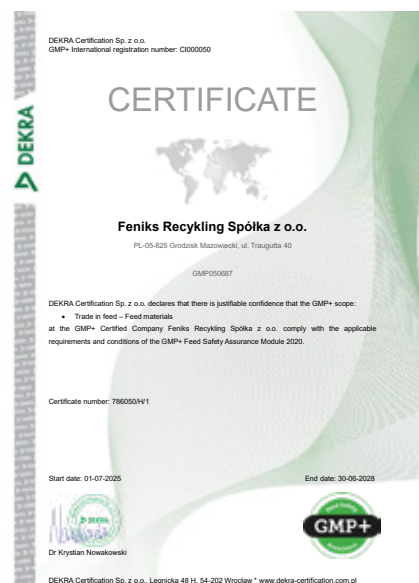 DEKRA Certification Sp. z o.o.
GMP+ International registration number: CI000050
DEKRA
CERTIFICATE
Feniks Recykling Spółka z o.o.
PL-05-825 Grodzisk Mazowiecki, ul. Traugutta 40
GMP050687
DEKRA Certification Sp. z o.o. declares that there is justifiable confidence that the GMP+ scope:
• Trade in feed – Feed materials
at the GMP+ Certified Company Feniks Recykling Spółka z o.o. comply with the applicable
requirements and conditions of the GMP+ Feed Safety Assurance Module 2020.
Certificate number: 786050/H/1
Start date: 01-07-2025
End date: 30-06-2028
DEKRA
GMP+
Dr Krystian Nowakowski
DEKRA Certification Sp. z o.o., Legnicka 48 H, 54-202 Wrocław * www.dekra-certification.com.pl